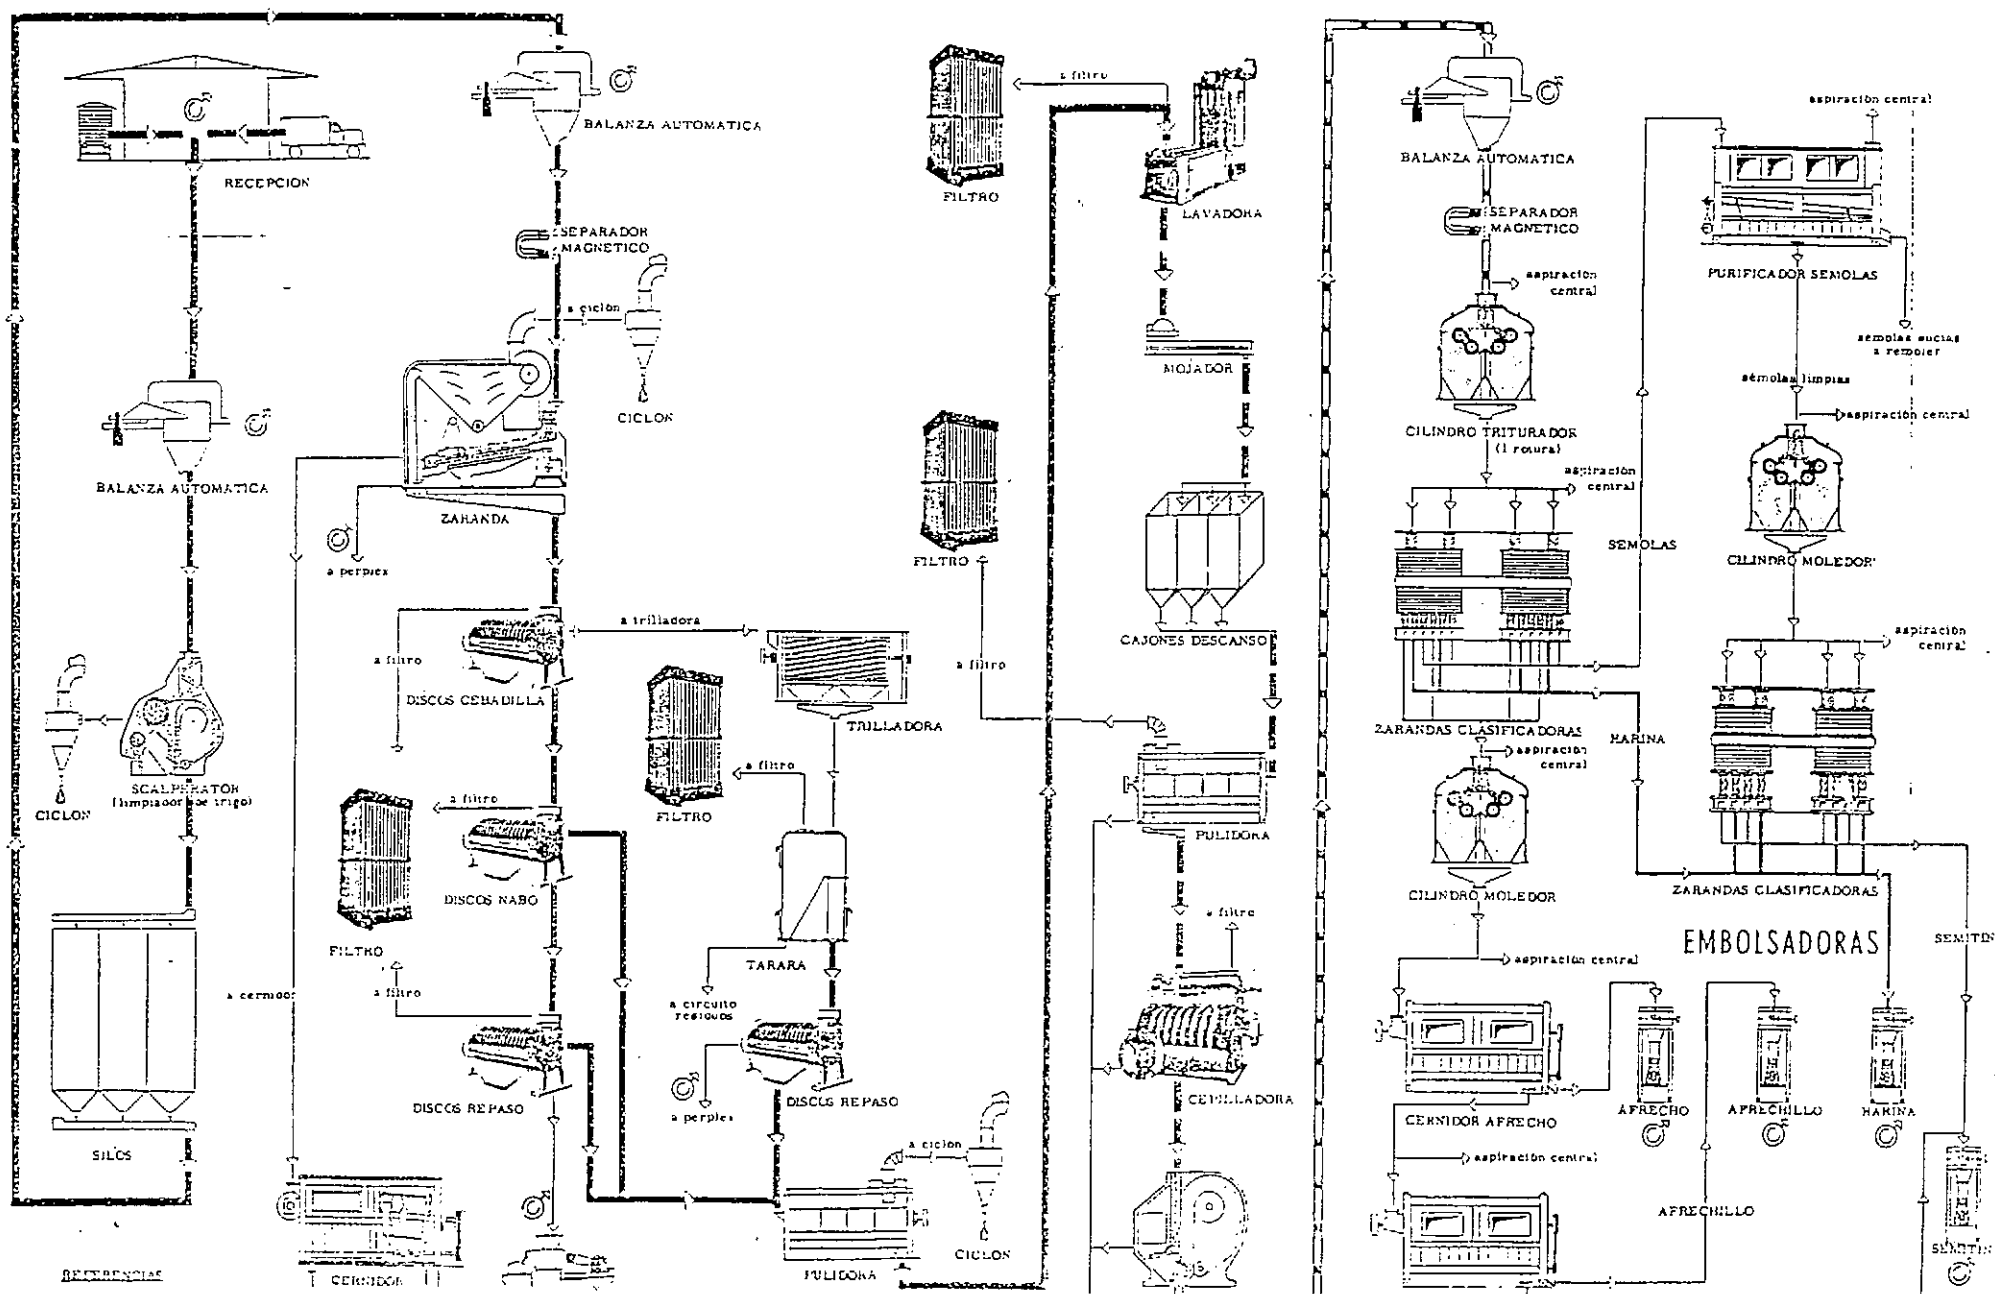 RECEPCION
BALANZA AUTOMATICA
SCALPERATOR
(limpiador de trigo)
CICLON
SILOS
REFERENCIAS
BALANZA AUTOMATICA
SEPARADOR
MAGNETICO
a ciclón
CICLON
ZARANDA
a perplex
a cernidor
a trilladora
a filtro
DISCOS CEBADILLA
TRILLADORA
a filtro
FILTRO
a filtro
DISCOS NABO
FILTRO
a filtro
TARARA
a circuito
residuos
DISCOS REPASO
a perplex
DISCOS REPASO
a ciclón
CICLON
PULIDORA
CERNIDOR
FILTRO
a filtro
LAVADORA
MOJADOR
FILTRO
CAJONES DESCANSO
a filtro
PULIDORA
a filtro
CEPILLADORA
BALANZA AUTOMATICA
SEPARADOR
MAGNETICO
aspiración
central
CILINDRO TRITURADOR
(1 rotura)
aspiración
central
SEMOLAS
ZARANDAS CLASIFICADORAS
HARINA
aspiración
central
CILINDRO MOLEDOR
aspiración central
CERNIDOR AFRECHO
aspiración central
AFRECHILLO
aspiración central
PURIFICADOR SEMOLAS
sémolas sucias
a remoler
sémolas limpias
aspiración central
CILINDRO MOLEDOR
aspiración
central
ZARANDAS CLASIFICADORAS
EMBOLSADORAS
SEMITIN
AFRECHO
AFRECHILLO
HARINA
SEMITIN